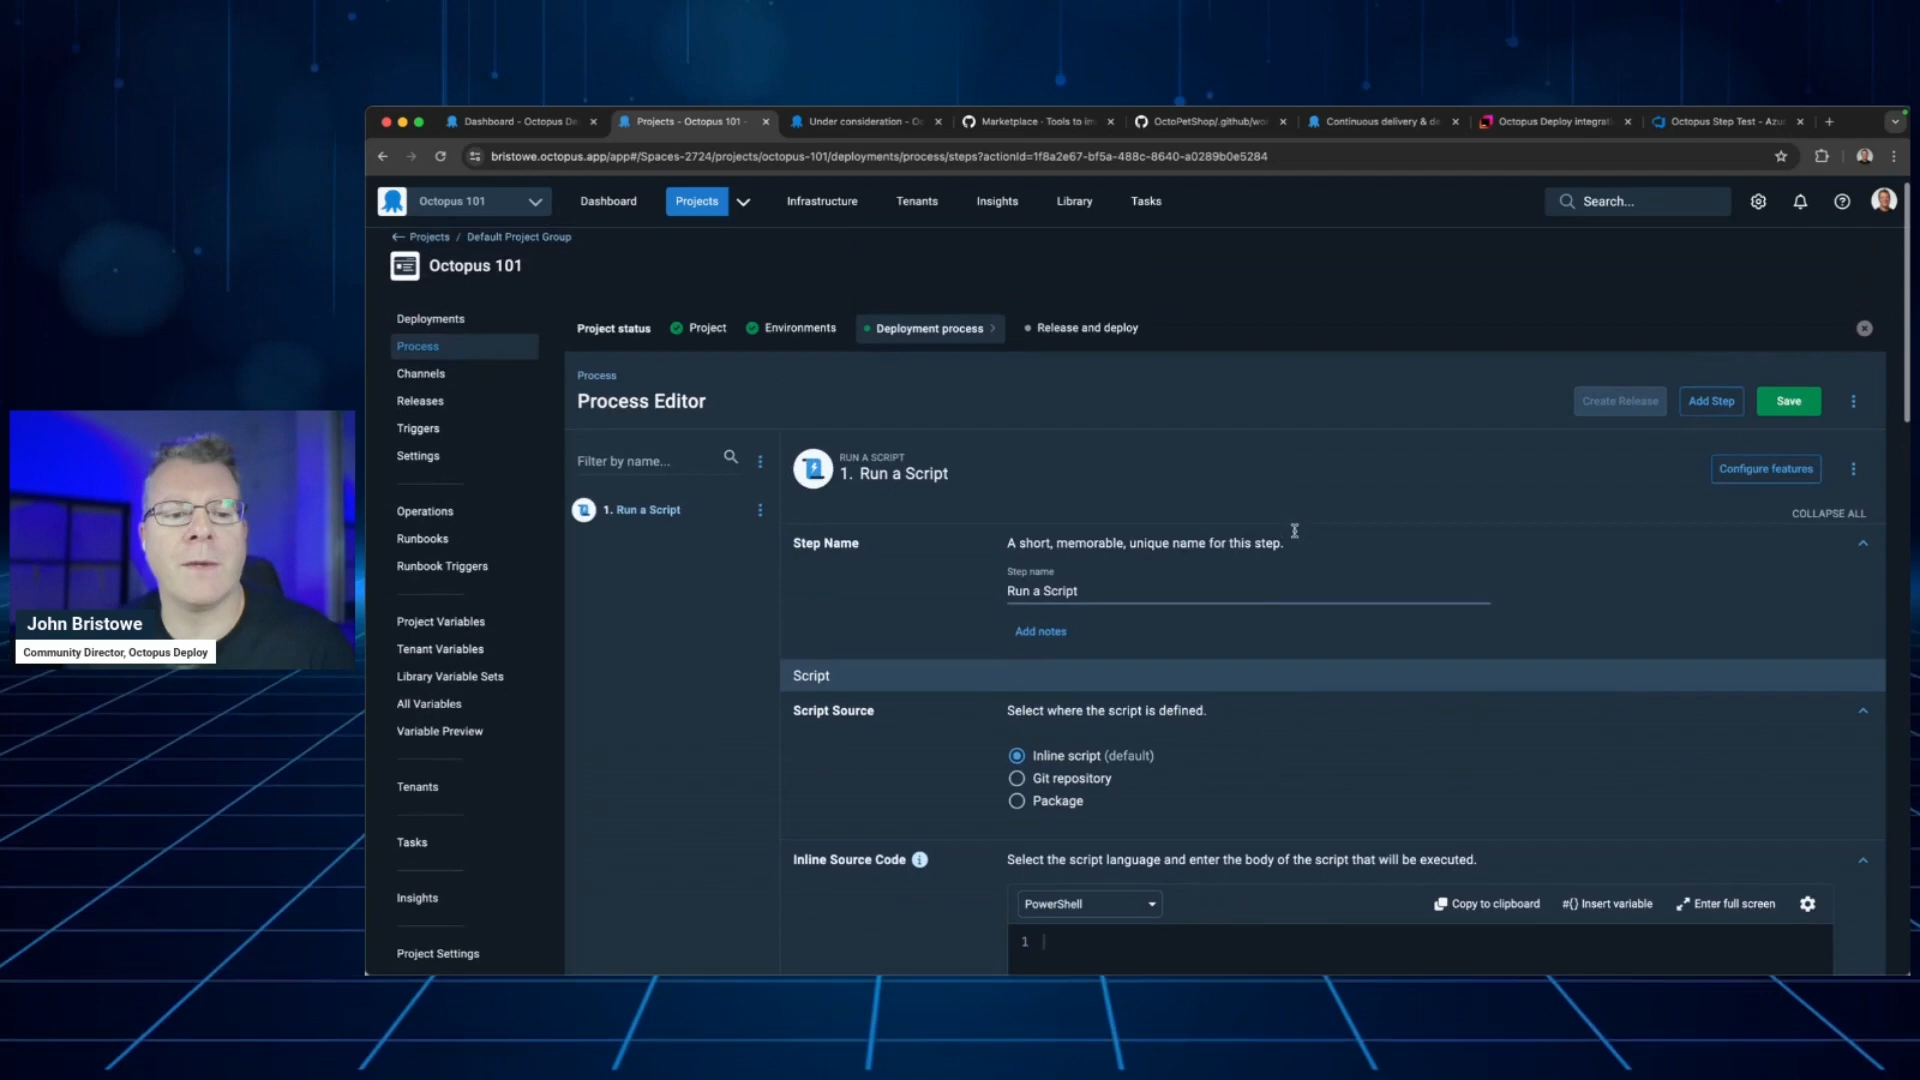 Dashboard - Octopus De
Projects - Octopus 101 -
Under consideration - Oc
Marketplace · Tools to im
OctoPetShop/.github/wor
Continuous delivery & de
Octopus Deploy integrati
Octopus Step Test - Azu
bristowe.octopus.app/app#/Spaces-2724/projects/octopus-101/deployments/process/steps?actionId=1f8a2e67-bf5a-488c-8640-a0289b0e5284
Octopus 101
Dashboard
Projects
Infrastructure
Tenants
Insights
Library
Tasks
Search...
Projects / Default Project Group
Octopus 101
Deployments
Process
Channels
Releases
Triggers
Settings
Operations
Runbooks
Runbook Triggers
Project Variables
Tenant Variables
Library Variable Sets
All Variables
Variable Preview
Tenants
Tasks
Insights
Project Settings
Project status
Project
Environments
Deployment process
Release and deploy
Process
Process Editor
Create Release
Add Step
Save
Filter by name...
1. Run a Script
RUN A SCRIPT
1. Run a Script
Configure features
COLLAPSE ALL
Step Name
A short, memorable, unique name for this step.
Step name
Run a Script
Add notes
Script
Script Source
Select where the script is defined.
Inline script (default)
Git repository
Package
Inline Source Code
Select the script language and enter the body of the script that will be executed.
PowerShell
Copy to clipboard
#{} Insert variable
Enter full screen
1
John Bristowe
Community Director, Octopus Deploy